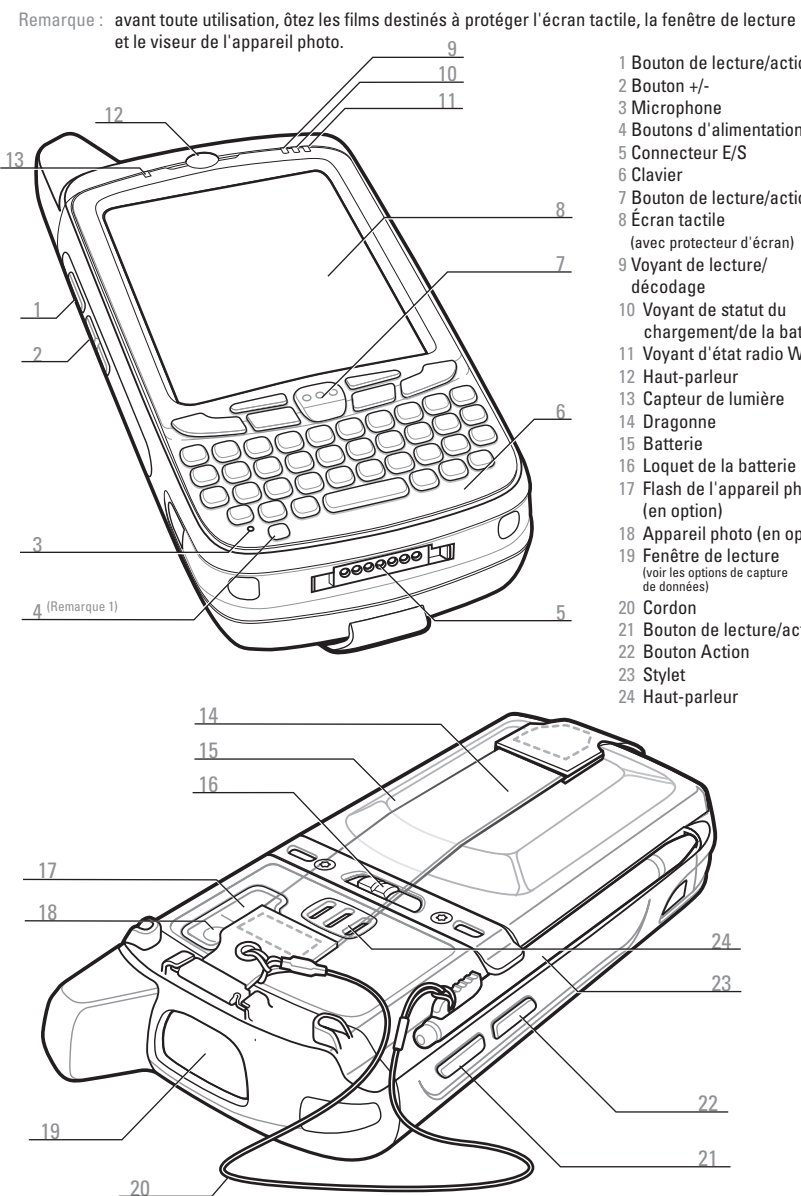 Remarque : avant toute utilisation, ôtez les films destinés à protéger l'écran tactile, la fenêtre de lecture
et le viseur de l'appareil photo.
9
10
11
12
13
8
7
1
2
6
3
4 (Remarque 1)
5
1 Bouton de lecture/actio
2 Bouton +/-
3 Microphone
4 Boutons d'alimentation
5 Connecteur E/S
6 Clavier
7 Bouton de lecture/actio
8 Écran tactile
(avec protecteur d'écran)
9 Voyant de lecture/
décodage
10 Voyant de statut du
chargement/de la bat
11 Voyant d'état radio W
12 Haut-parleur
13 Capteur de lumière
14 Dragonne
15 Batterie
16 Loquet de la batterie
17 Flash de l'appareil ph
(en option)
18 Appareil photo (en op
19 Fenêtre de lecture
(voir les options de capture
de données)
20 Cordon
21 Bouton de lecture/act
22 Bouton Action
23 Stylet
24 Haut-parleur
14
15
16
17
18
24
23
22
19
21
20